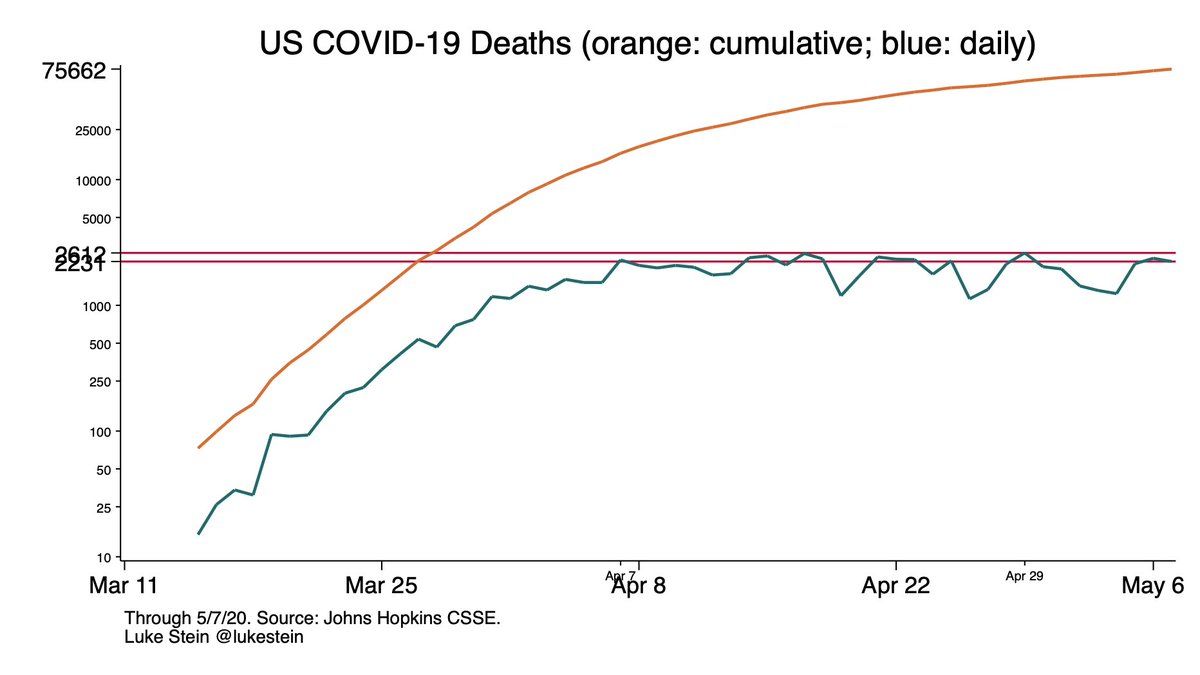 US COVID-19 Deaths (orange: cumulative; blue: daily)
75662
25000
10000
5000
2612
2231
1000
500
250
100
50
25
10
Mar 11
Mar 25
Apr 7
Apr 8
Apr 22
Apr 29
May 6
Through 5/7/20. Source: Johns Hopkins CSSE.
Luke Stein @lukestein